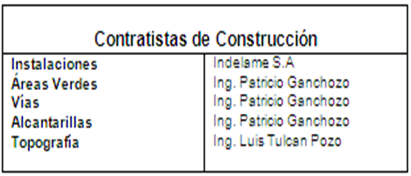 Contratistas de Construcción
Instalaciones Indelame S.A
Áreas Verdes Ing. Patricio Ganchozo
Vías Ing. Patricio Ganchozo
Alcantarillas Ing. Patricio Ganchozo
Topografía Ing. Luis Tulcan Pozo